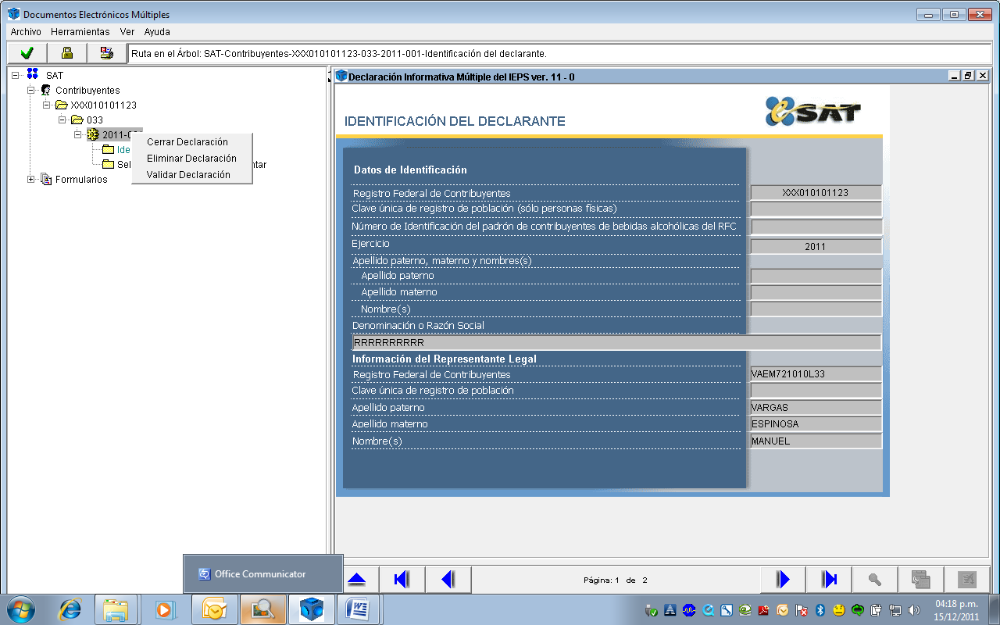 Documentos Electrónicos Múltiples
Archivo Herramientas Ver Ayuda
Ruta en el Árbol: SAT-Contribuyentes-XXX010101123-033-2011-001-Identificación del declarante.
SAT
Contribuyentes
XXX010101123
033
2011-001
Ide
Sel
ntar
Formularios
Cerrar Declaración
Eliminar Declaración
Validar Declaración
Declaración Informativa Múltiple del IEPS ver. 11 - 0
IDENTIFICACIÓN DEL DECLARANTE
eSAT
Datos de Identificación
Registro Federal de Contribuyentes XXX010101123
Clave única de registro de población (sólo personas físicas)
Número de Identificación del padrón de contribuyentes de bebidas alcohólicas del RFC
Ejercicio 2011
Apellido paterno, materno y nombres(s)
Apellido paterno
Apellido materno
Nombre(s)
Denominación o Razón Social
RRRRRRRRRR
Información del Representante Legal
Registro Federal de Contribuyentes VAEM721010L33
Clave única de registro de población
Apellido paterno VARGAS
Apellido materno ESPINOSA
Nombre(s) MANUEL
Página: 1 de 2
Office Communicator
04:18 p.m.
15/12/2011